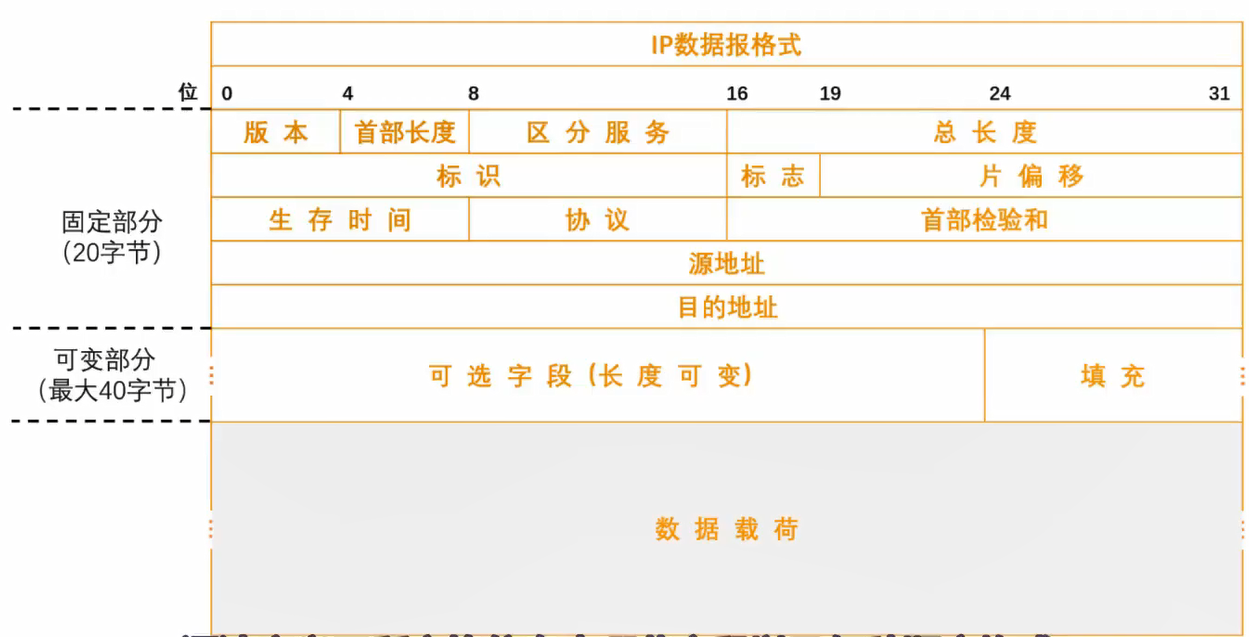 IP数据报格式
位 0 4 8 16 19 24 31
版 本 首部长度 区 分 服 务 总 长 度
标 识 标 志 片 偏 移
固定部分
(20字节)
生 存 时 间 协 议 首部检验和
源地址
目的地址
可变部分
(最大40字节)
可 选 字 段 (长 度 可 变) 填 充
数 据 载 荷